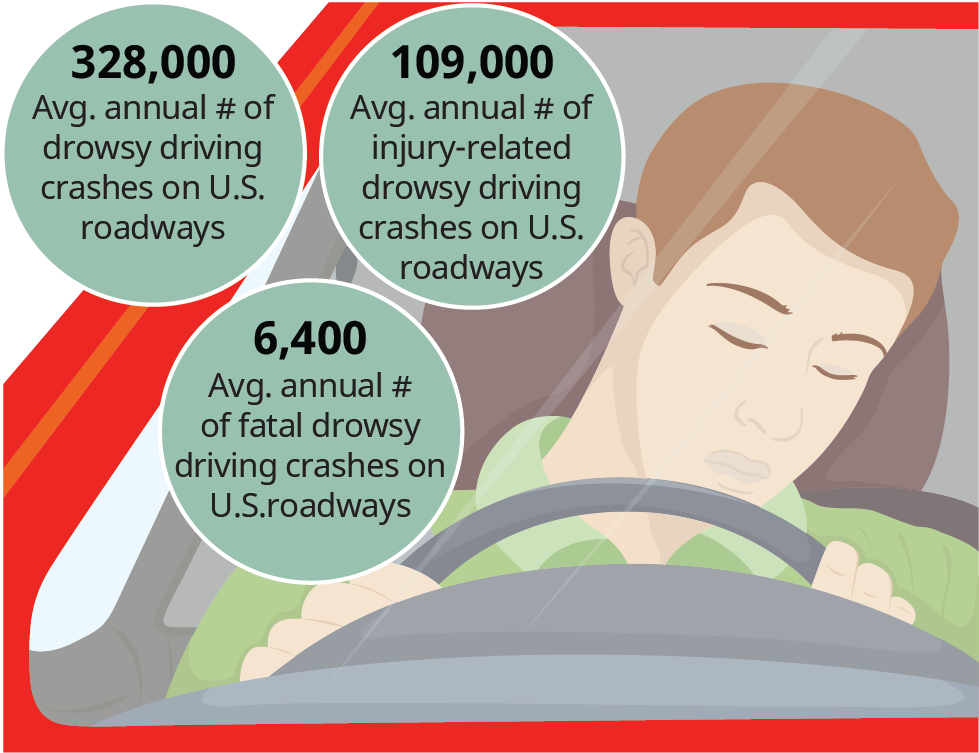 328,000
Avg. annual # of
drowsy driving
crashes on U.S.
roadways
109,000
Avg. annual # of
injury-related
drowsy driving
crashes on U.S.
roadways
6,400
Avg. annual #
of fatal drowsy
driving crashes on
U.S.roadways